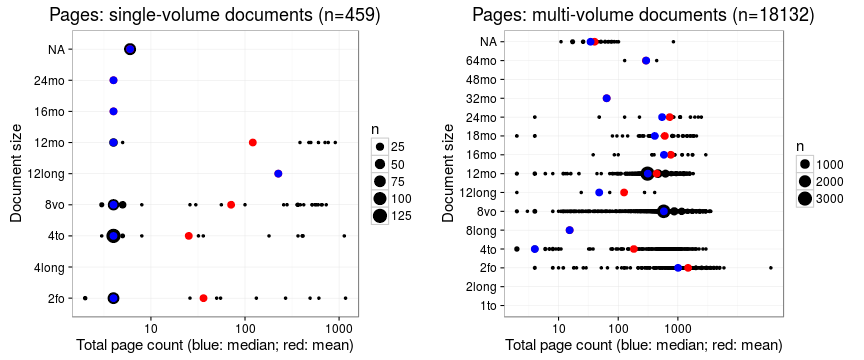 Pages: single-volume documents (n=459)
Document size
NA
24mo
16mo
12mo
12long
8vo
4to
4long
2fo
10
100
1000
Total page count (blue: median; red: mean)
n
25
50
75
100
125
Pages: multi-volume documents (n=18132)
Document size
NA
64mo
48mo
32mo
24mo
18mo
16mo
12mo
12long
8vo
8long
4to
2fo
2long
1to
10
100
1000
Total page count (blue: median; red: mean)
n
1000
2000
3000